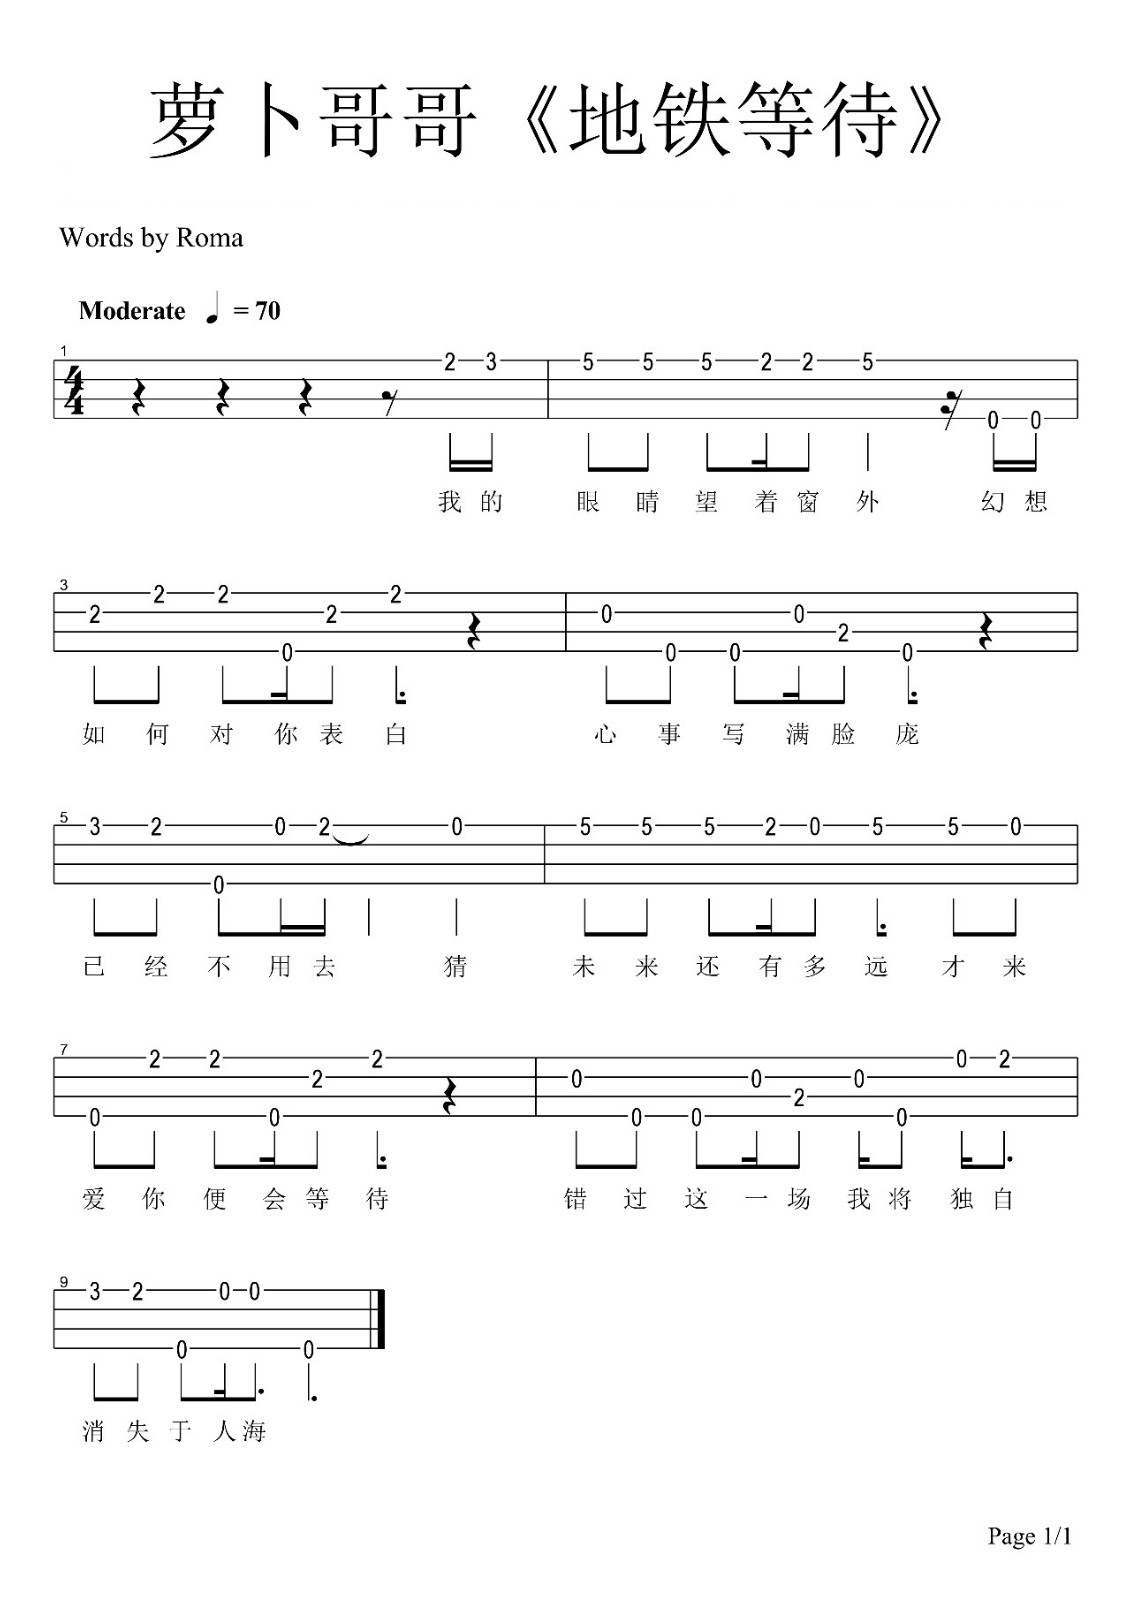 萝卜哥哥《地铁等待》
Words by Roma
Moderate ♩ = 70
1
4
4
2 3 5 5 5 2 2 5 0 0
我的眼睛望着窗外幻想
3
2 2 2 0 2 2 0 0 0 0 2 0
如何对你表白心事写满脸庞
5
3 2 0 0 2 0 5 5 5 2 0 5 5 0
已经不用去猜未来还有多远才来
7
0 2 2 0 2 2 0 0 0 0 2 0 0 0 2
爱你便会等待错过这一场我将独自
9
3 2 0 0 0 0
消失于人海
Page 1/1